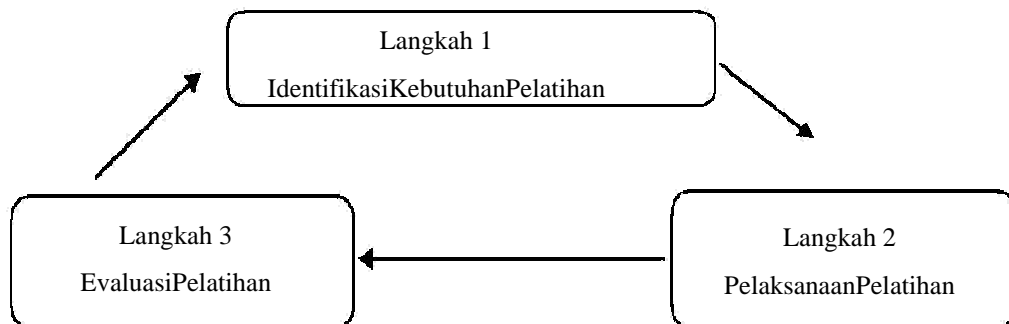 Langkah 1
IdentifikasiKebutuhanPelatihan
Langkah 3
EvaluasiPelatihan
Langkah 2
PelaksanaanPelatihan